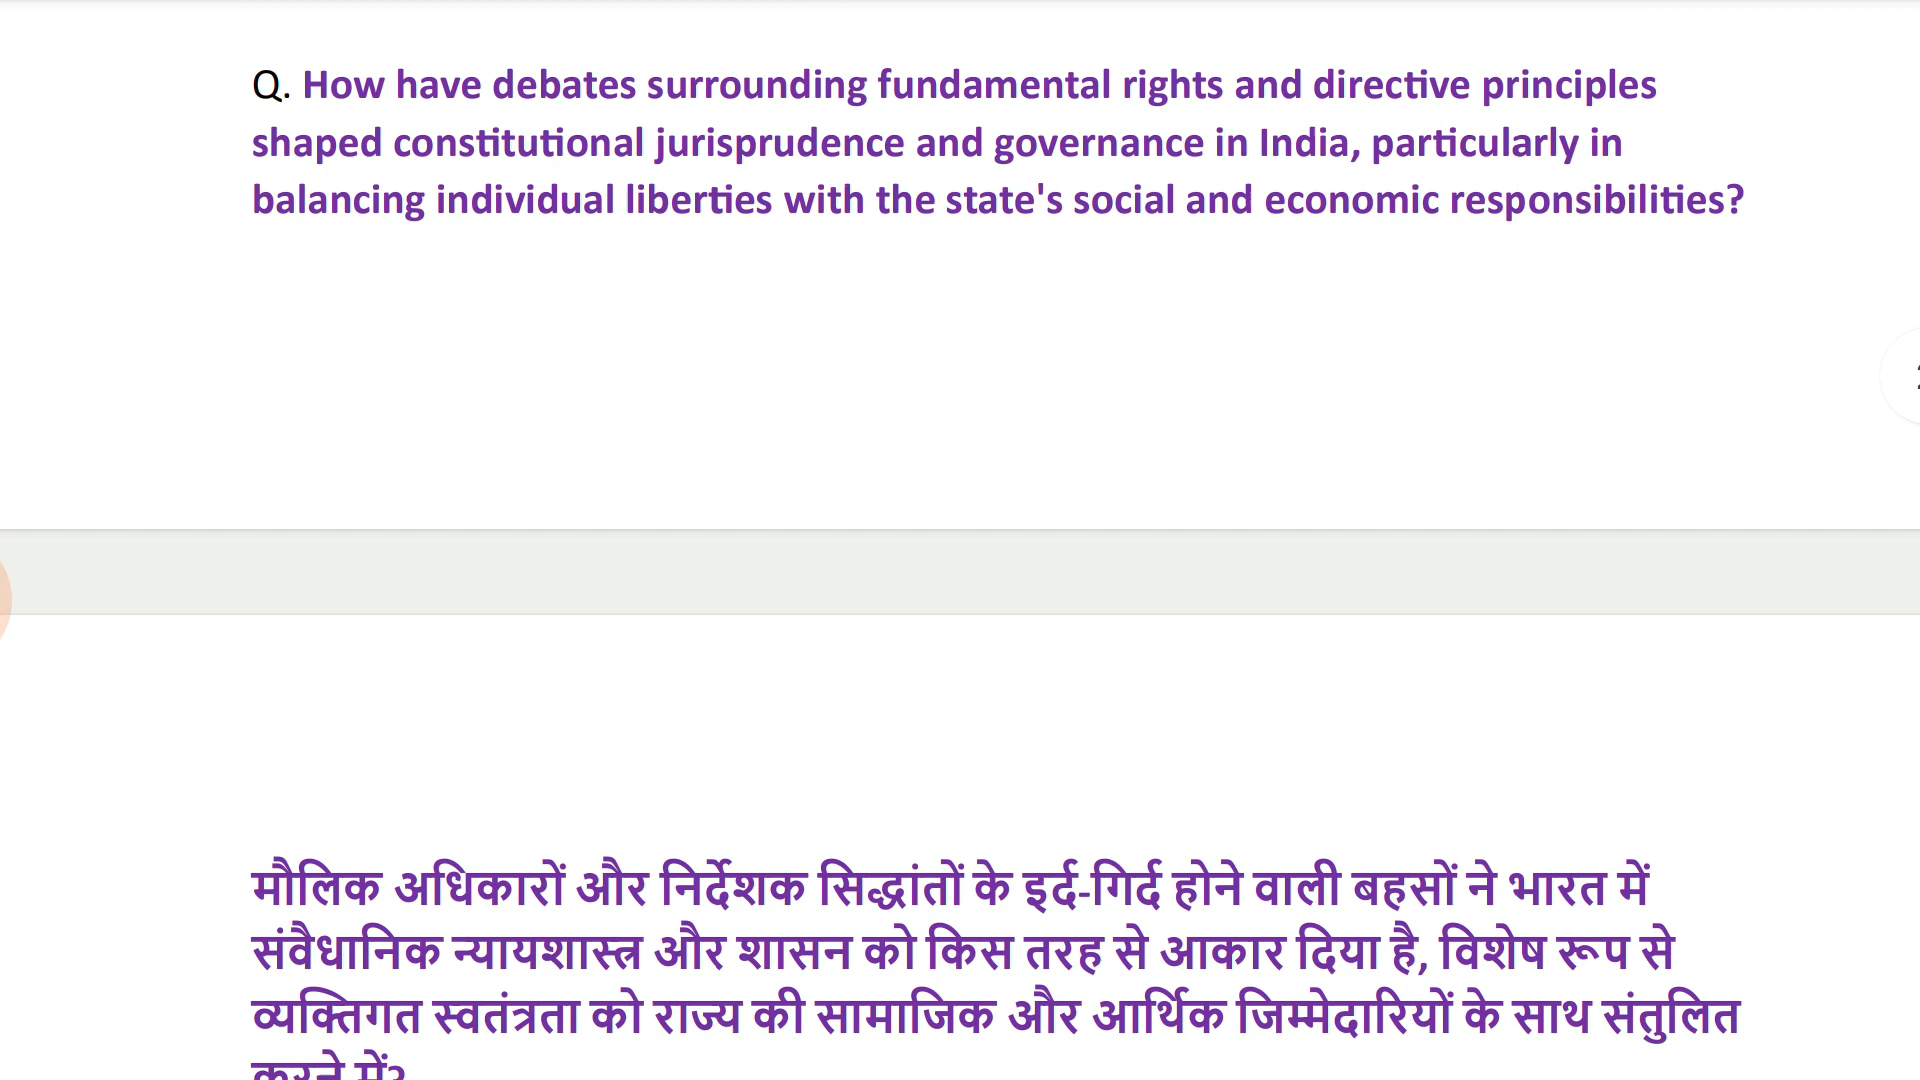 Q. How have debates surrounding fundamental rights and directive principles
shaped constitutional jurisprudence and governance in India, particularly in
balancing individual liberties with the state's social and economic responsibilities?
मौलिक अधिकारों और निर्देशक सिद्धांतों के इर्द-गिर्द होने वाली बहसों ने भारत में
संवैधानिक न्यायशास्त्र और शासन को किस तरह से आकार दिया है, विशेष रूप से
व्यक्तिगत स्वतंत्रता को राज्य की सामाजिक और आर्थिक जिम्मेदारियों के साथ संतुलित
करने में?